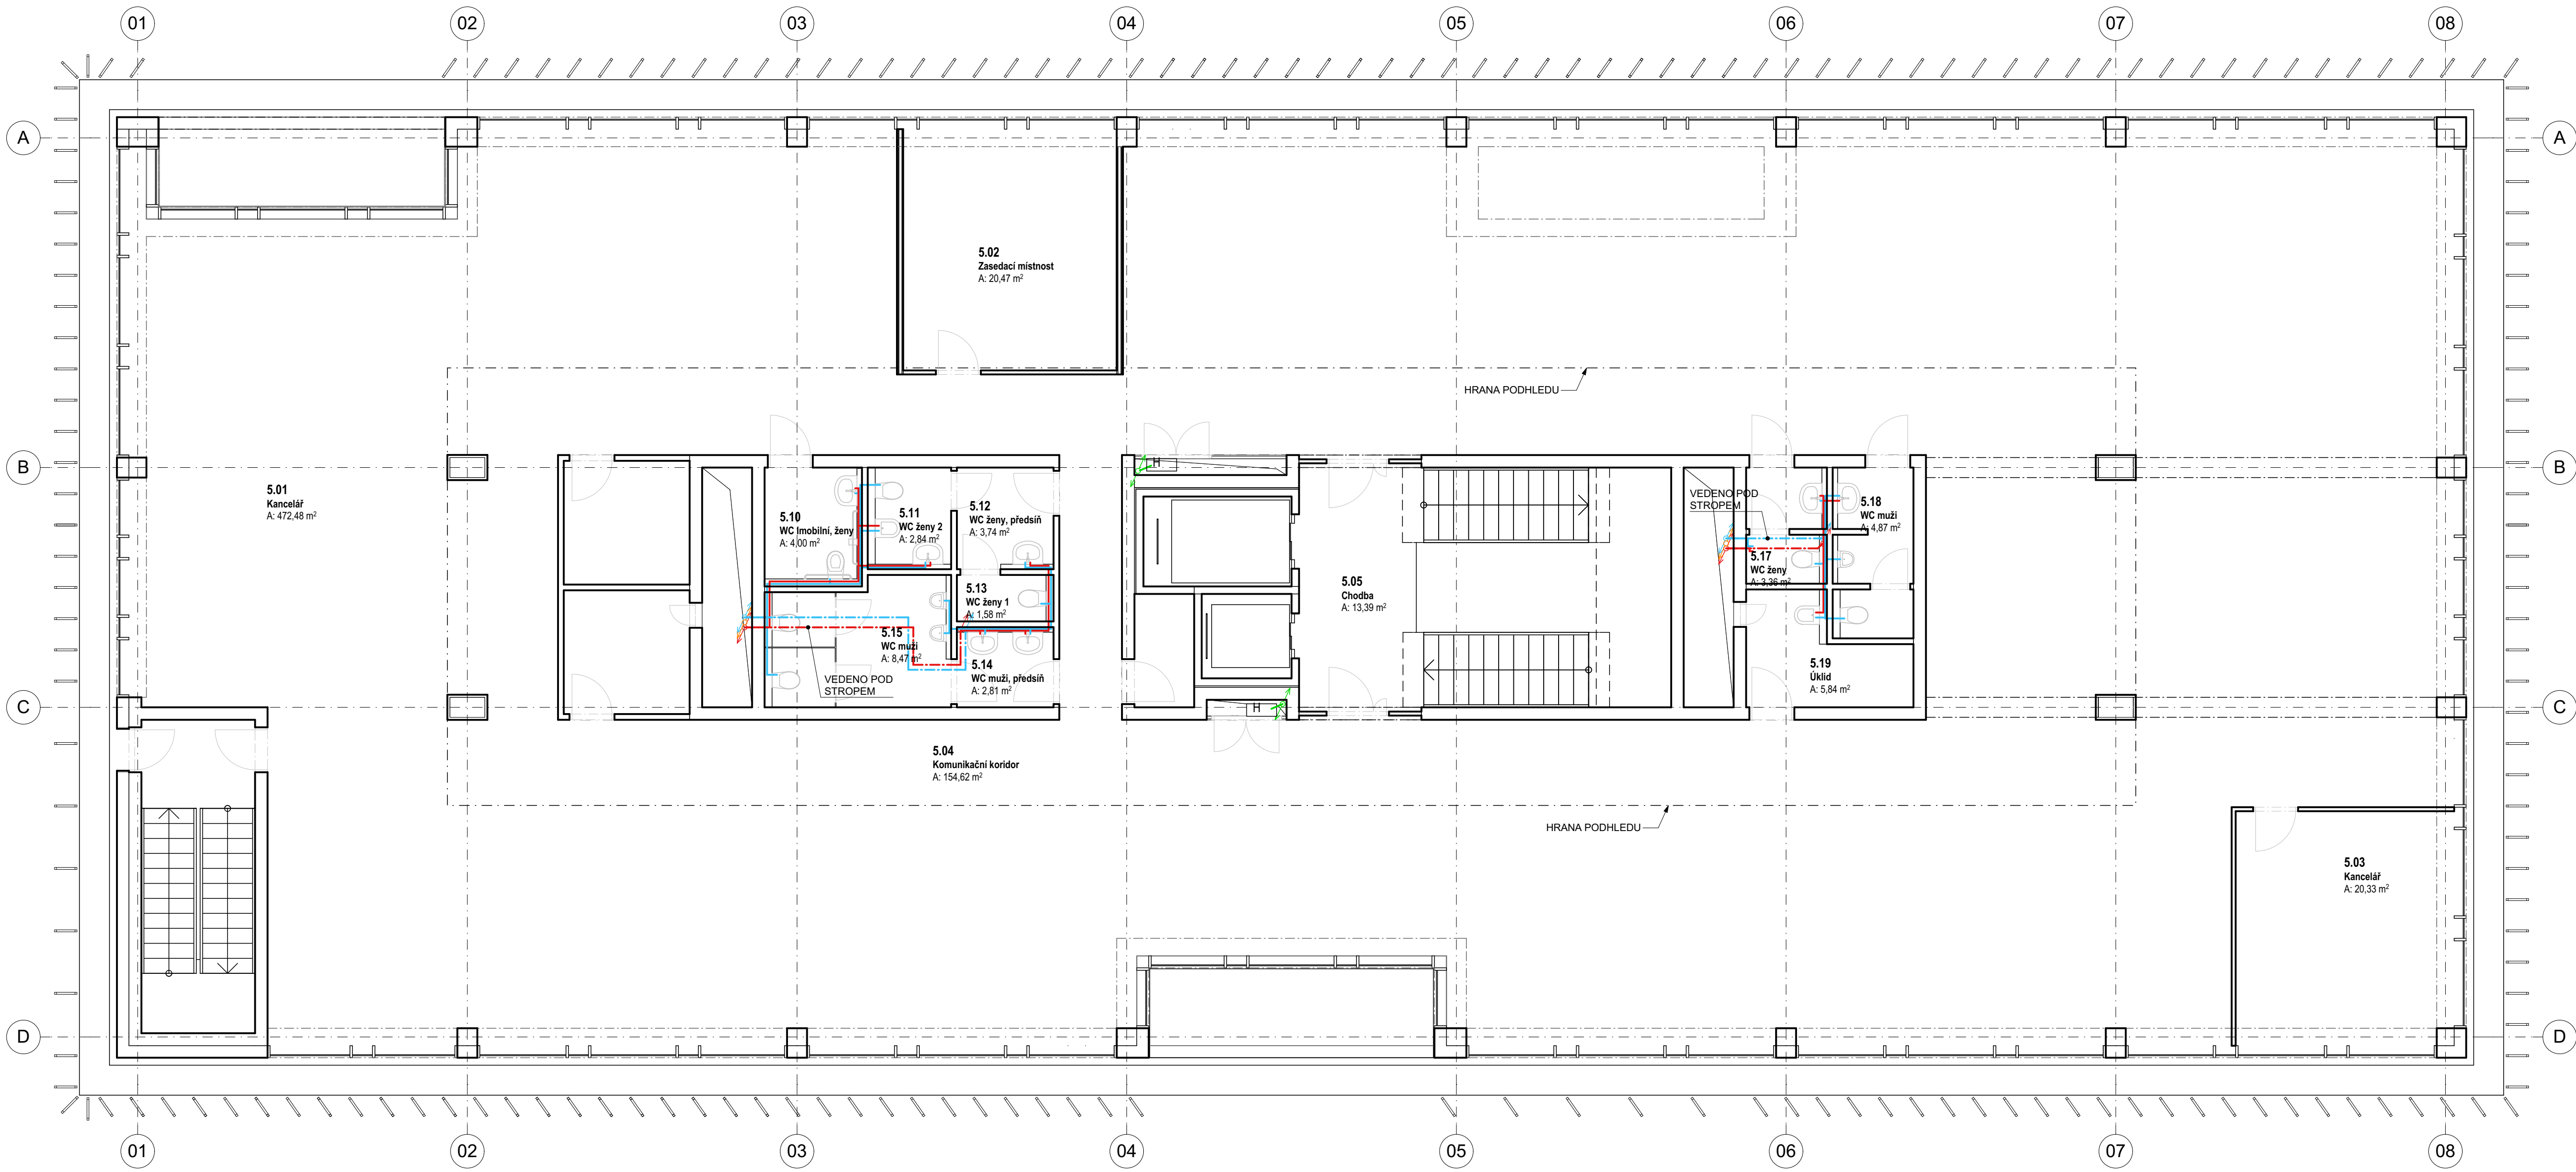 01
02
03
04
05
06
07
08
A
A
5.02
Zasedací místnost
A: 20,47 m²
HRANA PODHLEDU
B
B
H
5.01
Kancelář
A: 472,48 m²
5.10
WC Imobilní, ženy
A: 4,00 m²
5.11
WC ženy 2
A: 2,84 m²
5.12
WC ženy, předsíň
A: 3,74 m²
VEDENO POD
STROPEM
5.18
WC muži
A: 4,87 m²
5.17
WC ženy
A: 3,36 m²
5.13
WC ženy 1
A: 1,58 m²
5.05
Chodba
A: 13,39 m²
5.15
WC muži
A: 8,47 m²
5.14
WC muži, předsíň
A: 2,81 m²
VEDENO POD
STROPEM
5.19
Úklid
A: 5,84 m²
H
C
C
5.04
Komunikační koridor
A: 154,62 m²
HRANA PODHLEDU
5.03
Kancelář
A: 20,33 m²
D
D
01
02
03
04
05
06
07
08